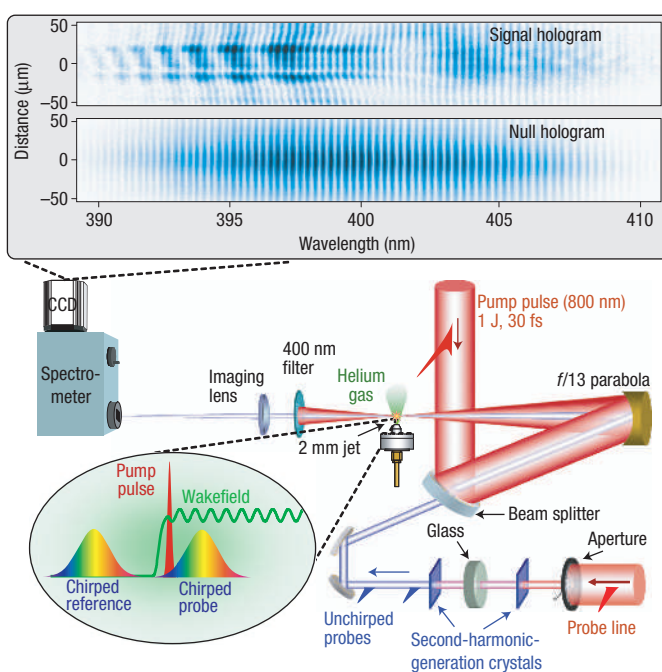 Signal hologram
Null hologram
50
0
–50
50
0
–50
Distance (μm)
390
395
400
405
410
Wavelength (nm)
CCD
Spectro-
meter
Imaging
lens
400 nm
filter
Helium
gas
2 mm jet
Pump pulse (800 nm)
1 J, 30 fs
f/13 parabola
Beam splitter
Pump
pulse
Wakefield
Chirped
reference
Chirped
probe
Glass
Aperture
Unchirped
probes
Second-harmonic-
generation crystals
Probe line